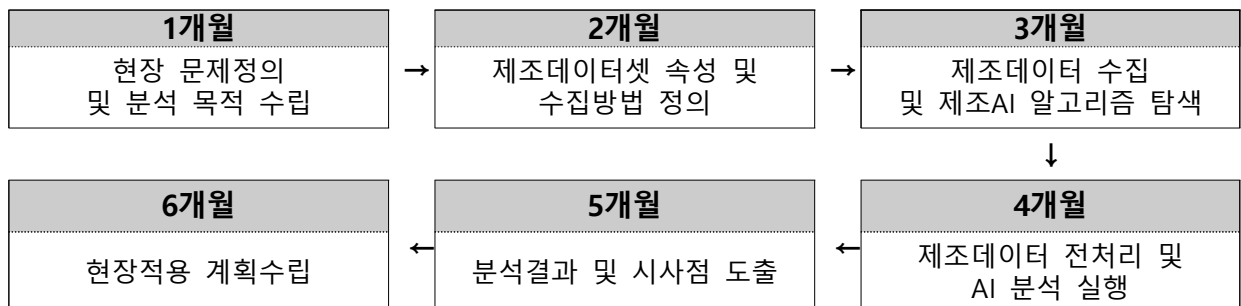 1개월
현장 문제정의
및 분석 목적 수립
→
2개월
제조데이터셋 속성 및
수집방법 정의
→
3개월
제조데이터 수집
및 제조AI 알고리즘 탐색
↓
4개월
제조데이터 전처리 및
AI 분석 실행
←
5개월
분석결과 및 시사점 도출
←
6개월
현장적용 계획수립